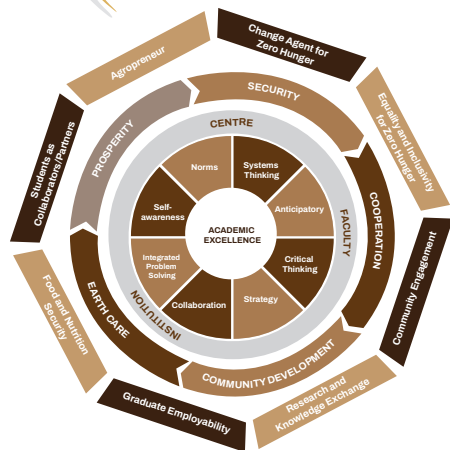 Change Agent for
Zero Hunger
Equality and Inclusivity
for Zero Hunger
Community Engagement
Research and
Knowledge Exchange
Graduate Employability
Food and Nutrition
Security
Students as
Collaborators/Partners
Agropreneur
SECURITY
COOPERATION
COMMUNITY DEVELOPMENT
EARTH CARE
PROSPERITY
CENTRE
FACULTY
INSTITUTION
Systems
Thinking
Anticipatory
Critical
Thinking
Strategy
Collaboration
Integrated
Problem
Solving
Self-
awareness
Norms
ACADEMIC
EXCELLENCE